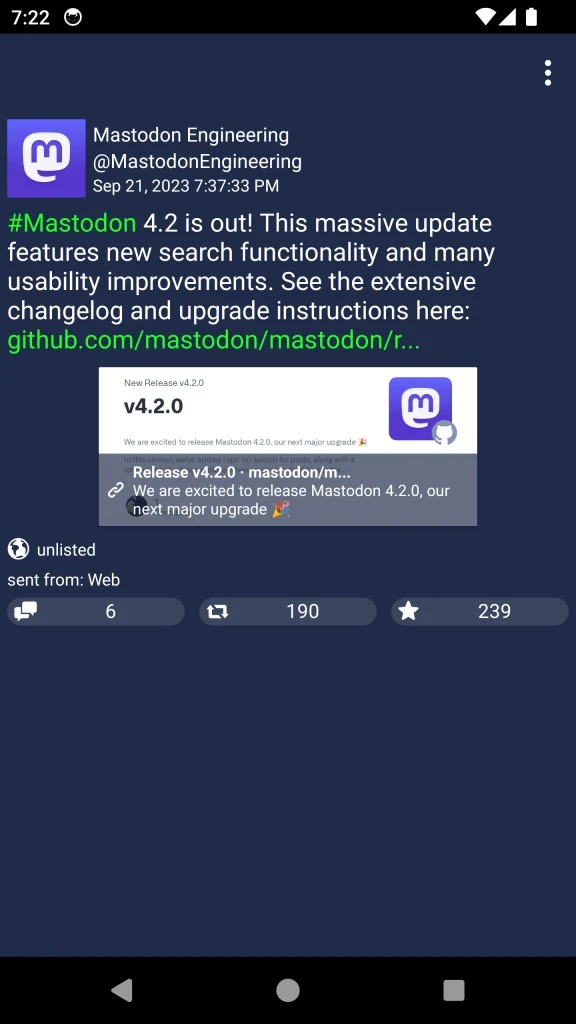 7:22
Mastodon Engineering
@MastodonEngineering
Sep 21, 2023 7:37:33 PM
#Mastodon 4.2 is out! This massive update
features new search functionality and many
usability improvements. See the extensive
changelog and upgrade instructions here:
github.com/mastodon/mastodon/r...
New Release v4.2.0
v4.2.0
We are excited to release Mastodon 4.2.0, our next major upgrade 🎉
In this version, we've added (opt-in) search for posts, along with a
Release v4.2.0 · mastodon/m...
We are excited to release Mastodon 4.2.0, our
next major upgrade 🎉
unlisted
sent from: Web
6 190 239